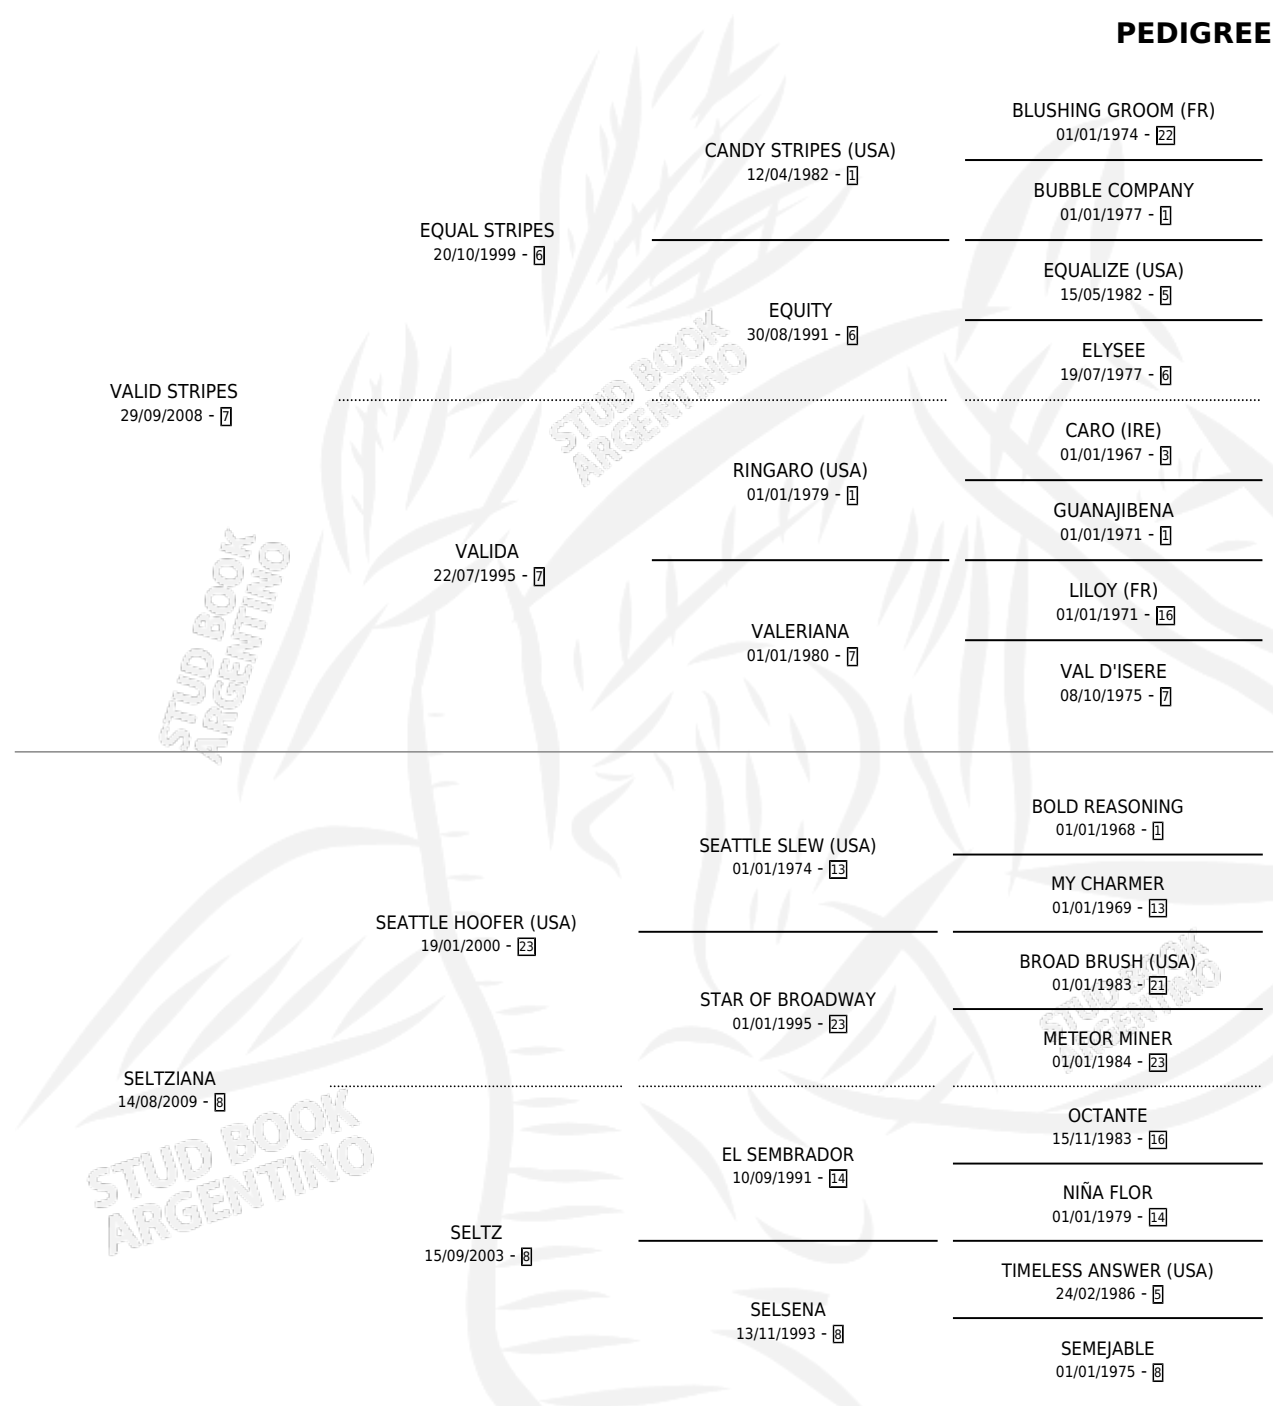 PEDIGREE
BLUSHING GROOM (FR)
01/01/1974 - 22
CANDY STRIPES (USA)
12/04/1982 - 1
BUBBLE COMPANY
01/01/1977 - 1
EQUAL STRIPES
20/10/1999 - 6
EQUALIZE (USA)
15/05/1982 - 5
EQUITY
30/08/1991 - 6
ELYSEE
19/07/1977 - 6
VALID STRIPES
29/09/2008 - 7
CARO (IRE)
01/01/1967 - 3
RINGARO (USA)
01/01/1979 - 1
GUANAJIBENA
01/01/1971 - 1
VALIDA
22/07/1995 - 7
LILOY (FR)
01/01/1971 - 16
VALERIANA
01/01/1980 - 7
VAL D'ISERE
08/10/1975 - 7
BOLD REASONING
01/01/1968 - 1
SEATTLE SLEW (USA)
01/01/1974 - 13
MY CHARMER
01/01/1969 - 13
SEATTLE HOOFER (USA)
19/01/2000 - 23
BROAD BRUSH (USA)
01/01/1983 - 21
STAR OF BROADWAY
01/01/1995 - 23
METEOR MINER
01/01/1984 - 23
SELTZIANA
14/08/2009 - 8
OCTANTE
15/11/1983 - 16
EL SEMBRADOR
10/09/1991 - 14
NIÑA FLOR
01/01/1979 - 14
SELTZ
15/09/2003 - 8
TIMELESS ANSWER (USA)
24/02/1986 - 5
SELSENA
13/11/1993 - 8
SEMEJABLE
01/01/1975 - 8
STUD BOOK
ARGENTINO
STUD BOOK
ARGENTINO
STUD BOOK
ARGENTINO
STUD BOOK
ARGENTINO